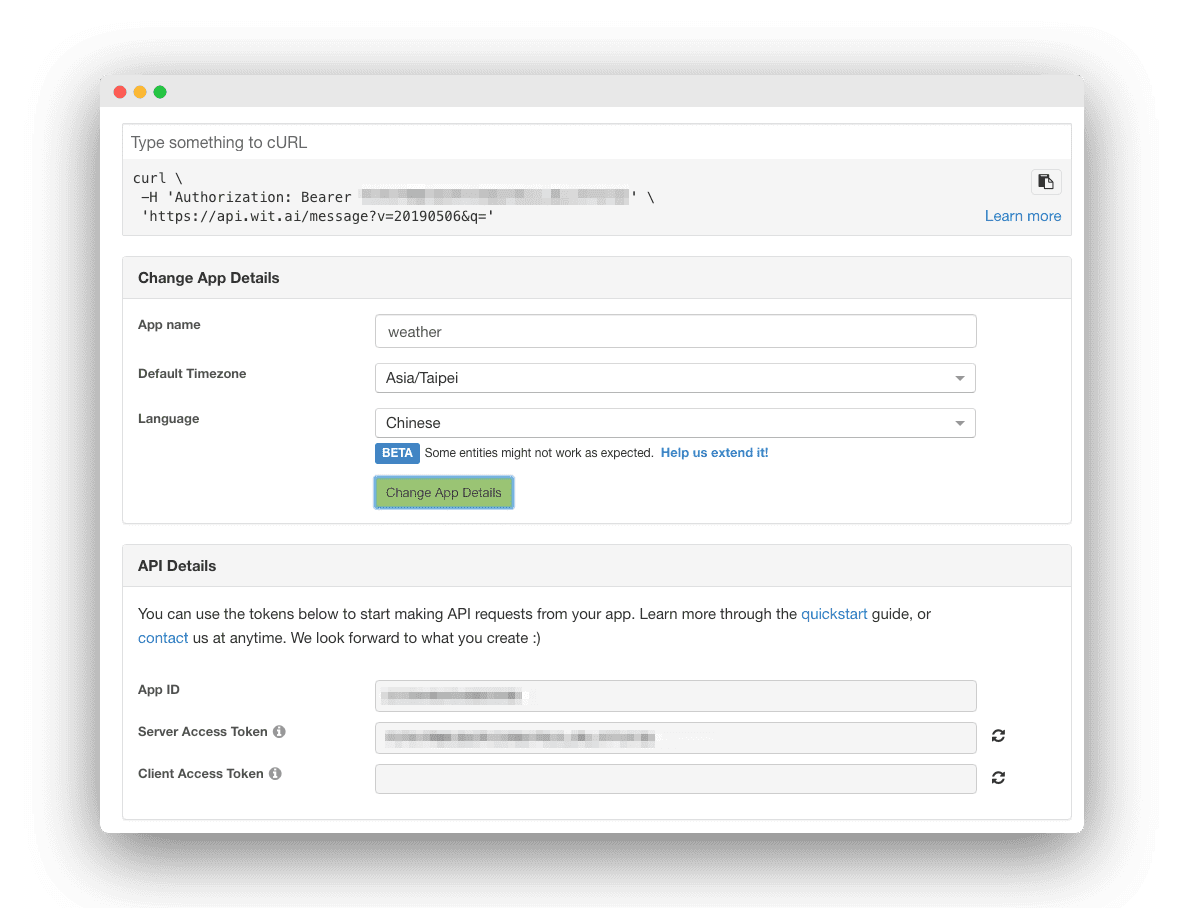 Type something to cURL
curl \
-H 'Authorization: Bearer ' \
'https://api.wit.ai/message?v=20190506&q='
Learn more
Change App Details
App name
weather
Default Timezone
Asia/Taipei
Language
Chinese
BETA Some entities might not work as expected. Help us extend it!
Change App Details
API Details
You can use the tokens below to start making API requests from your app. Learn more through the quickstart guide, or
contact us at anytime. We look forward to what you create :)
App ID
Server Access Token
Client Access Token